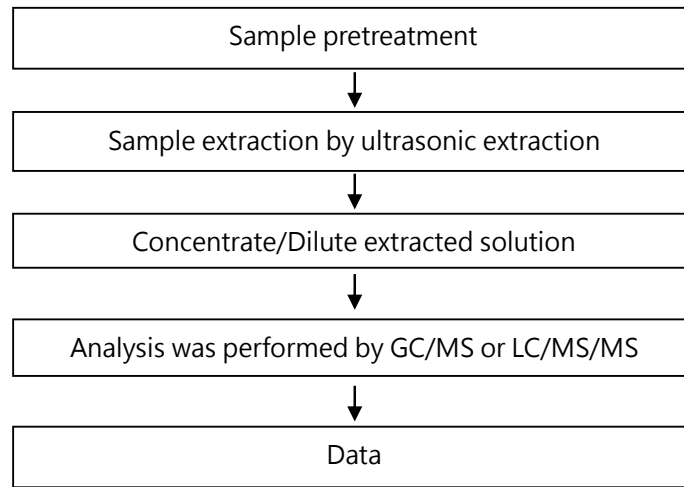 Sample pretreatment
Sample extraction by ultrasonic extraction
Concentrate/Dilute extracted solution
Analysis was performed by GC/MS or LC/MS/MS
Data